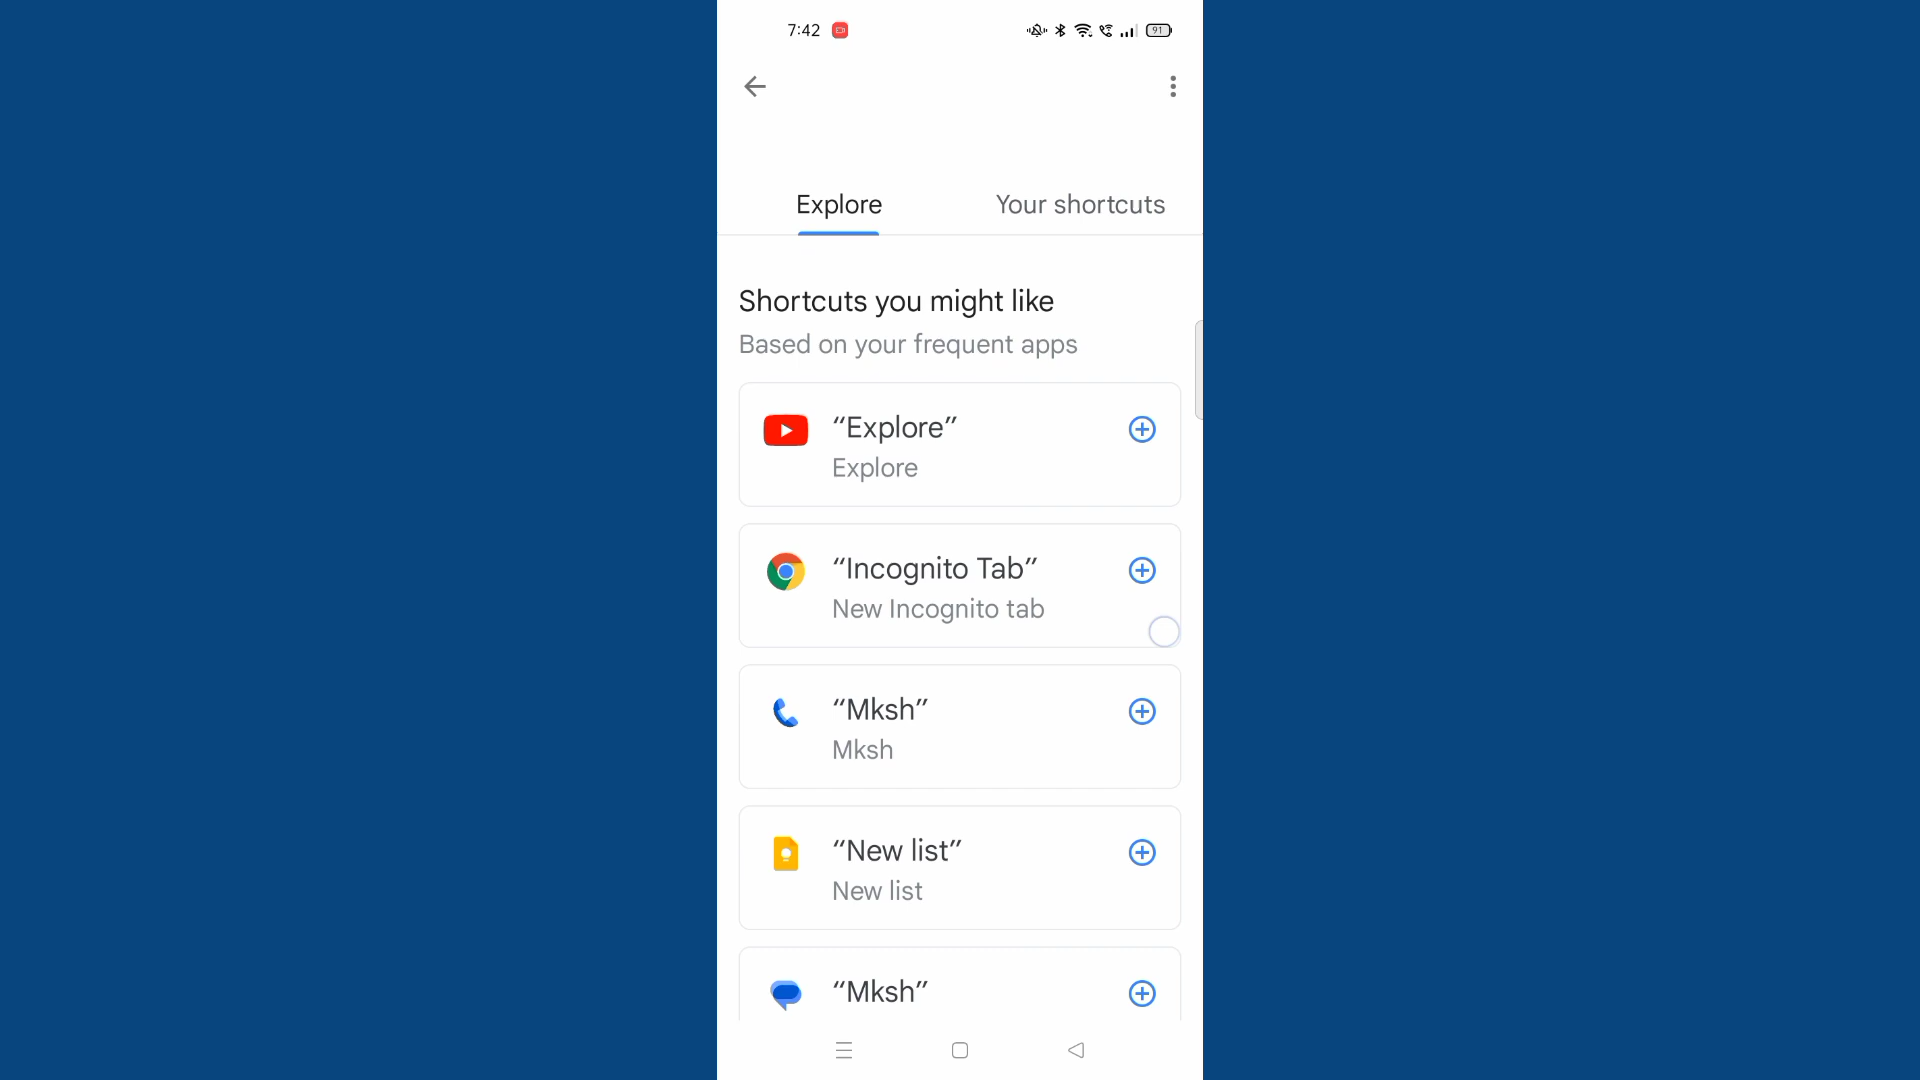 7:42
91
Explore
Your shortcuts
Shortcuts you might like
Based on your frequent apps
“Explore”
Explore
“Incognito Tab”
New Incognito tab
“Mksh”
Mksh
“New list”
New list
“Mksh”